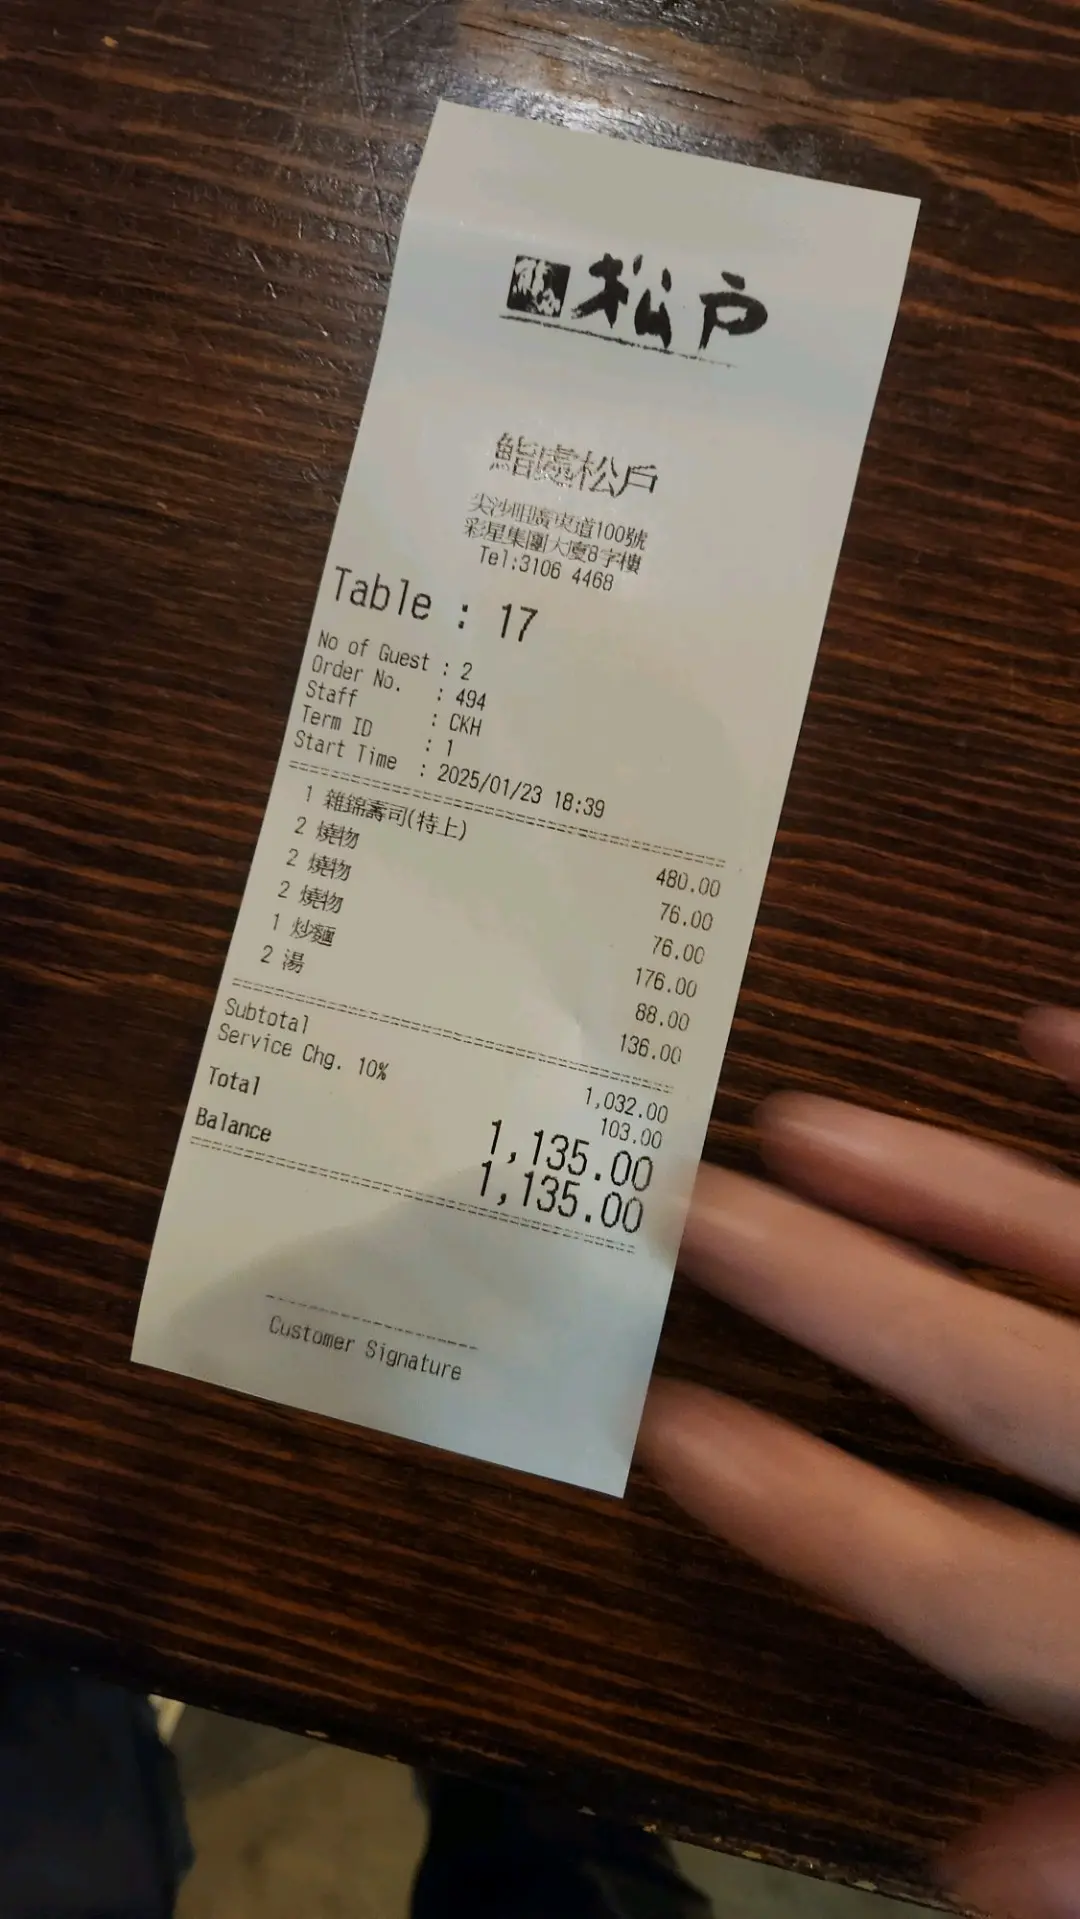 松戸
鮨處松戶
尖沙咀廣東道100號
彩星集團大廈8字樓
Tel:3106 4468
Table : 17
No of Guest : 2
Order No. : 494
Staff : CKH
Term ID : 1
Start Time : 2025/01/23 18:39
1 雜錦壽司(特上) 480.00
2 燒物 76.00
2 燒物 76.00
2 燒物 176.00
1 炒麵 88.00
2 湯 136.00
Subtotal 1,032.00
Service Chg. 10% 103.00
Total 1,135.00
Balance 1,135.00
Customer Signature